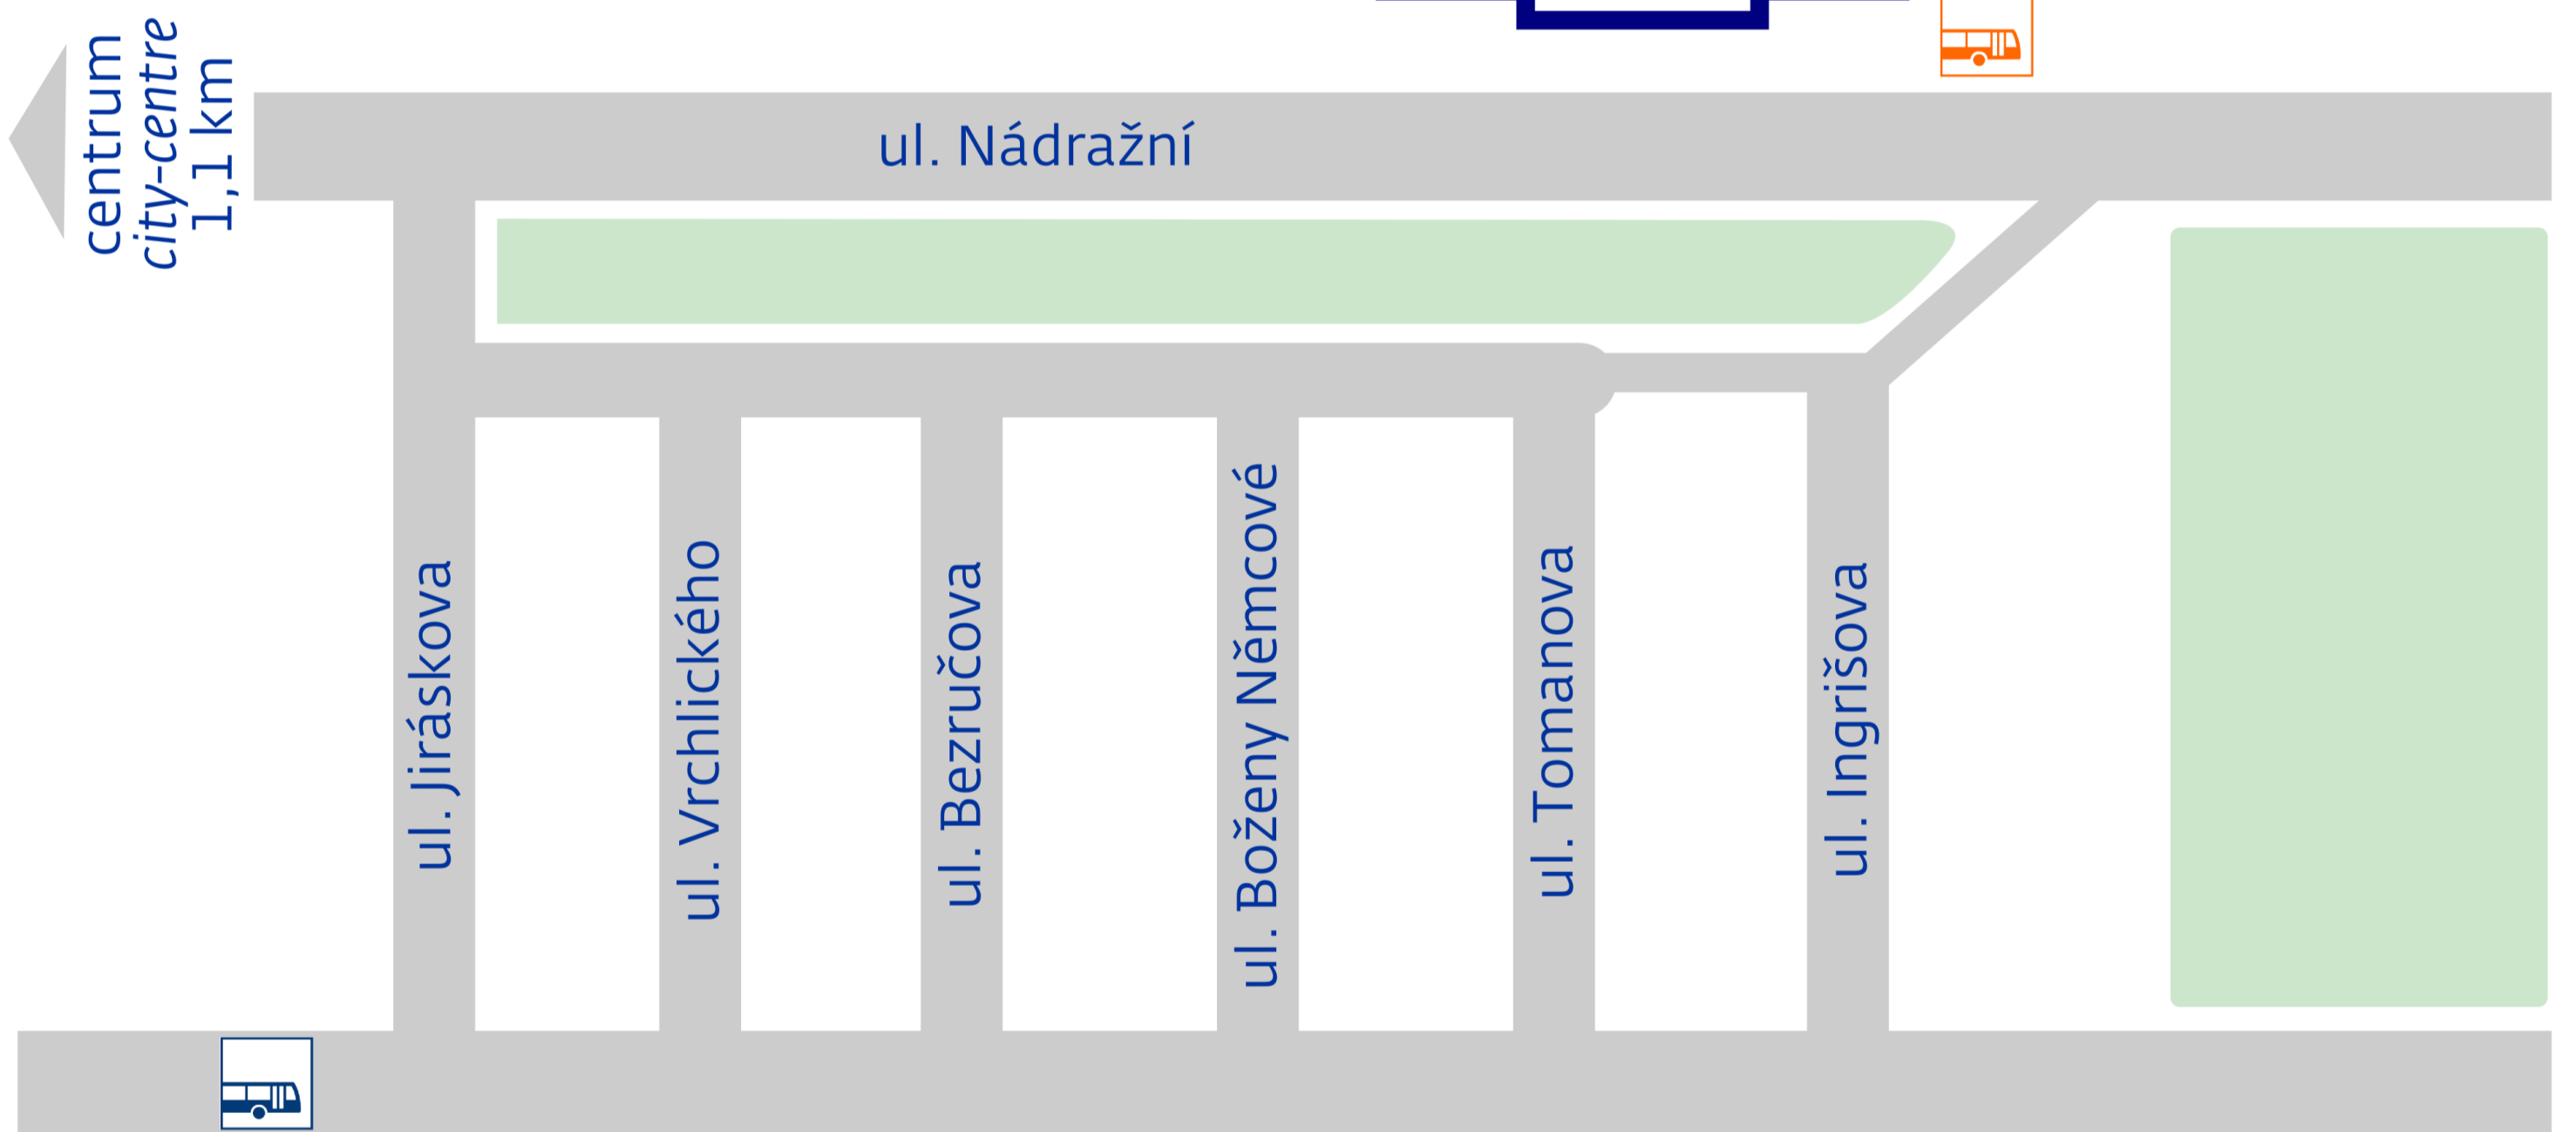 centrum
city-centre
1,1 km
ul. Nádražní
ul. Jiráskova
ul. Vrchlického
ul. Bezručova
ul. Boženy Němcové
ul. Tomanova
ul. Ingrišova